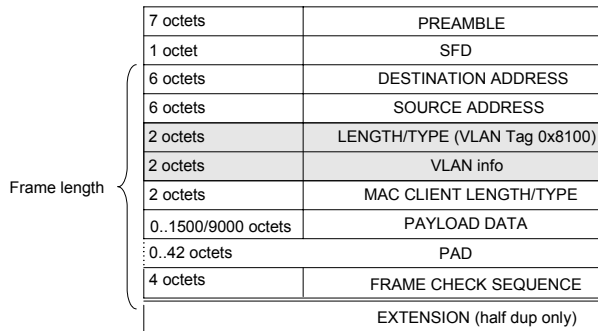 7 octets PREAMBLE
1 octet SFD
6 octets DESTINATION ADDRESS
6 octets SOURCE ADDRESS
2 octets LENGTH/TYPE (VLAN Tag 0x8100)
2 octets VLAN info
Frame length
2 octets MAC CLIENT LENGTH/TYPE
0..1500/9000 octets PAYLOAD DATA
0..42 octets PAD
4 octets FRAME CHECK SEQUENCE
EXTENSION (half dup only)